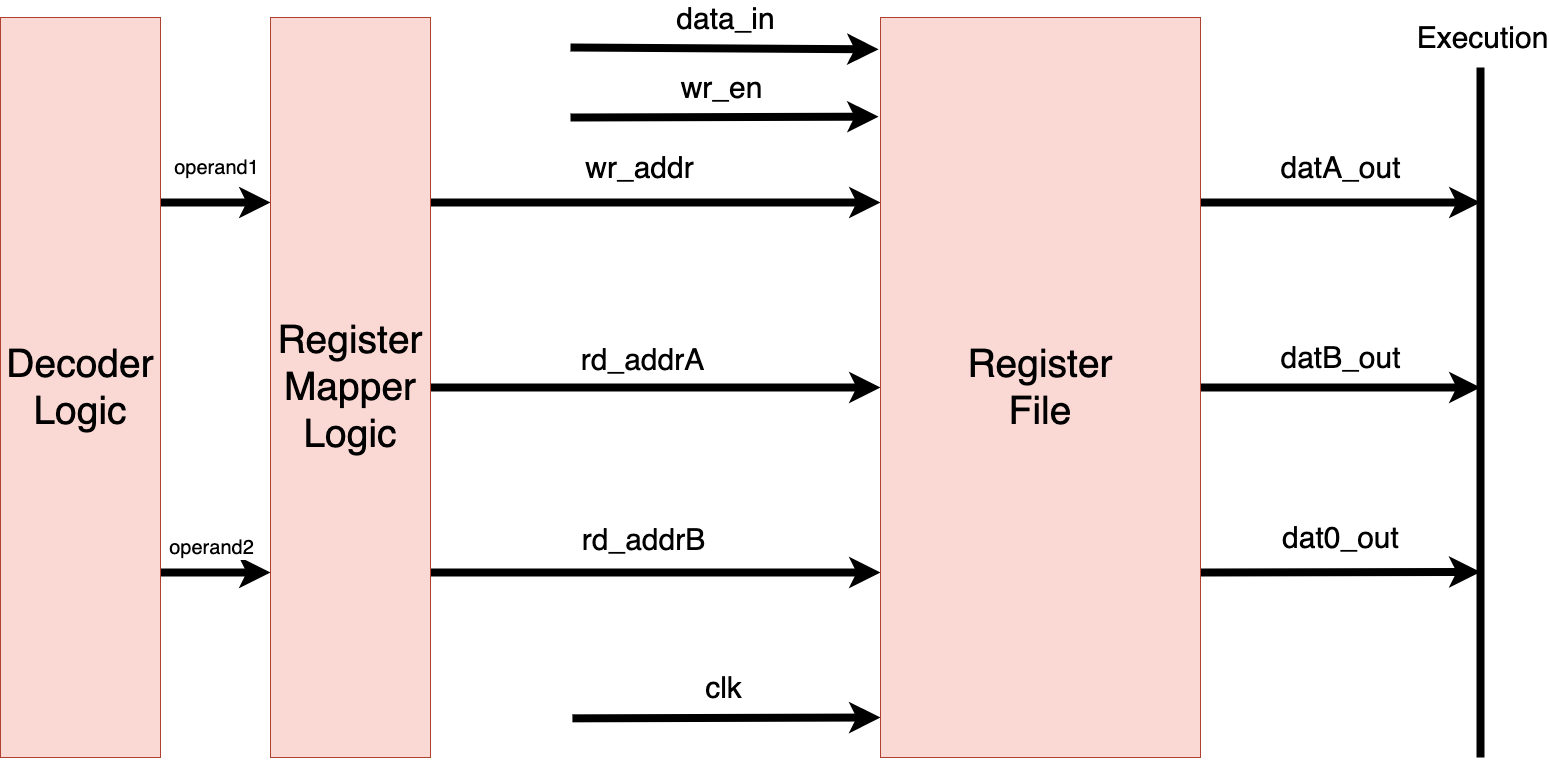 data_in
Execution
wr_en
operand1
wr_addr
datA_out
Decoder
Logic
Register
Mapper
Logic
rd_addrA
Register
File
datB_out
operand2
rd_addrB
dat0_out
clk